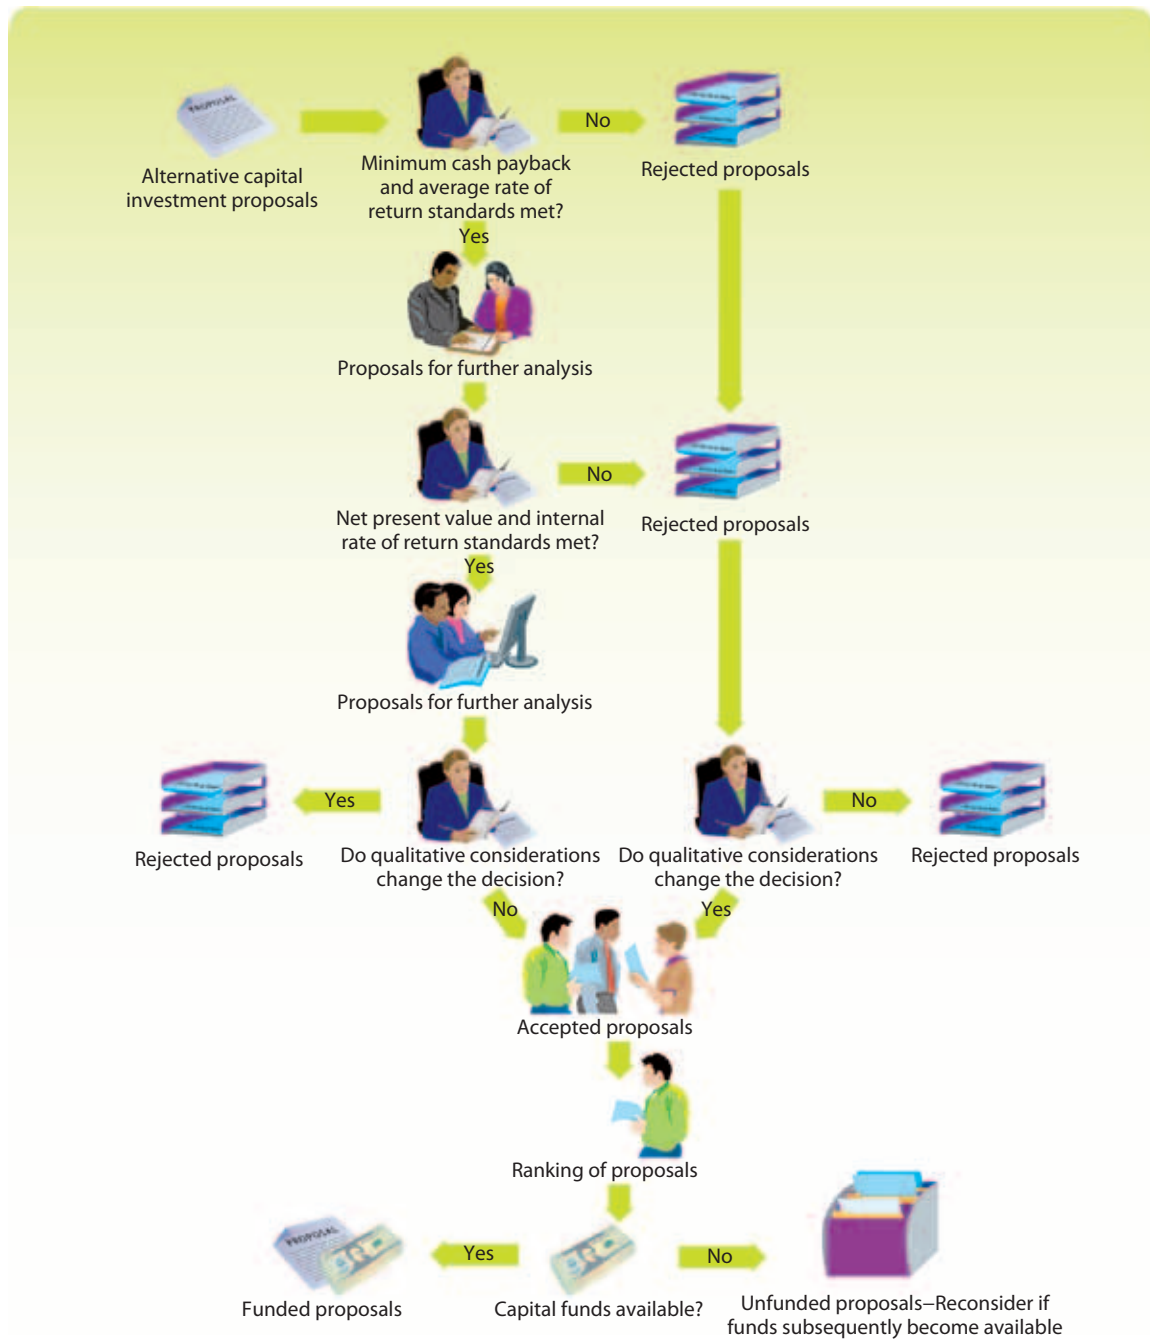 PROPOSAL
No
Alternative capital
investment proposals
Minimum cash payback
and average rate of
return standards met?
Rejected proposals
Yes
Proposals for further analysis
No
Net present value and internal
rate of return standards met?
Rejected proposals
Yes
Proposals for further analysis
Yes
No
Rejected proposals
Do qualitative considerations
change the decision?
Do qualitative considerations
change the decision?
Rejected proposals
No
Yes
Accepted proposals
Ranking of proposals
PROPOSAL
Yes
No
Funded proposals
Capital funds available?
Unfunded proposals–Reconsider if
funds subsequently become available